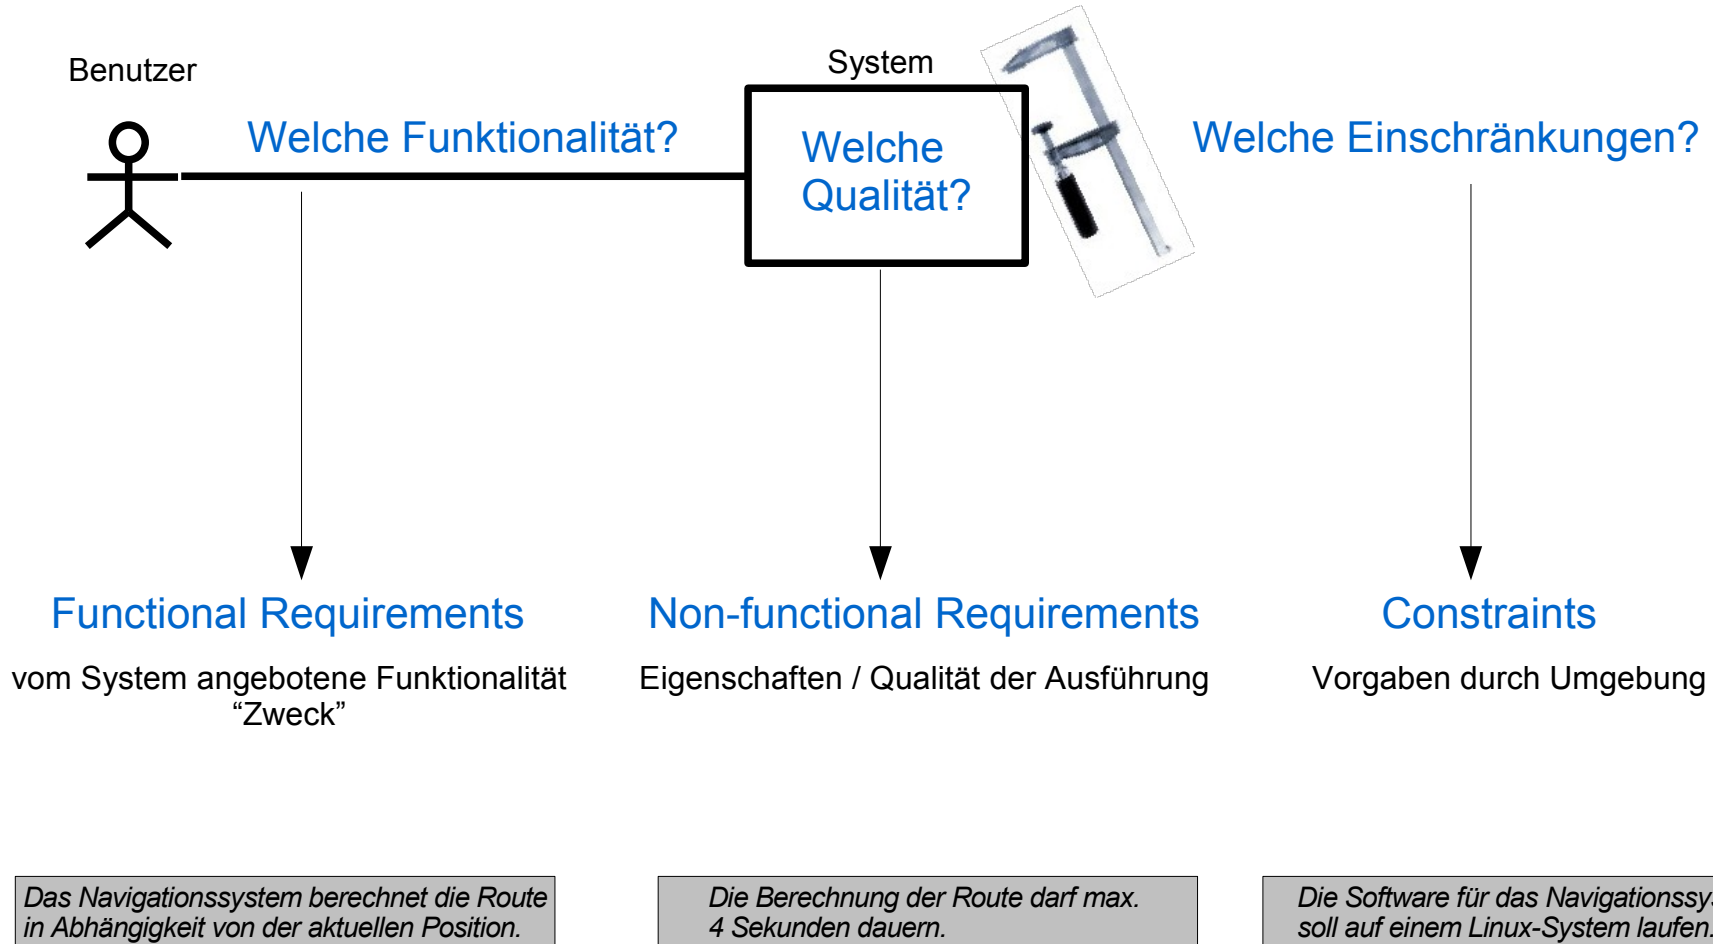 Benutzer
System
Welche Funktionalität?
Welche
Qualität?
Welche Einschränkungen?
Functional Requirements
vom System angebotene Funktionalität
“Zweck”
Non-functional Requirements
Eigenschaften / Qualität der Ausführung
Constraints
Vorgaben durch Umgebung
Das Navigationssystem berechnet die Route
in Abhängigkeit von der aktuellen Position.
Die Berechnung der Route darf max.
4 Sekunden dauern.
Die Software für das
soll auf einem Linux-System laufen.